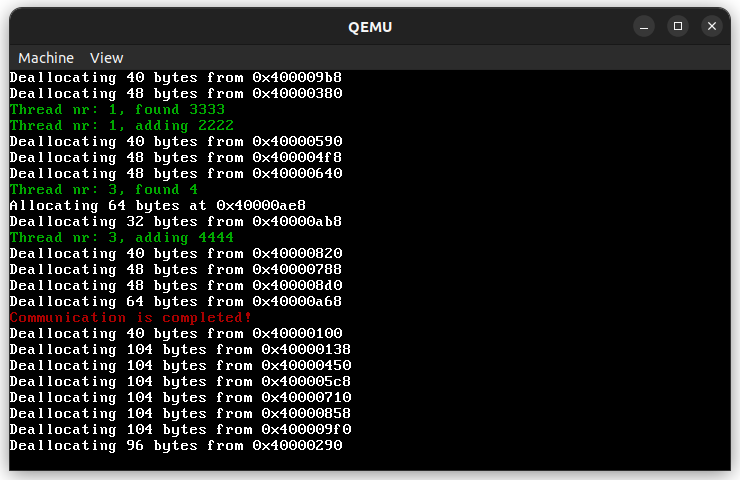 QEMU
Machine View
Deallocating 40 bytes from 0x400009b8
Deallocating 48 bytes from 0x40000380
Thread nr: 1, found 3333
Thread nr: 1, adding 2222
Deallocating 40 bytes from 0x40000590
Deallocating 48 bytes from 0x400004f8
Deallocating 48 bytes from 0x40000640
Thread nr: 3, found 4
Allocating 64 bytes at 0x40000ae8
Deallocating 32 bytes from 0x40000ab8
Thread nr: 3, adding 4444
Deallocating 40 bytes from 0x40000820
Deallocating 48 bytes from 0x40000788
Deallocating 48 bytes from 0x400008d0
Deallocating 64 bytes from 0x40000a68
Communication is completed!
Deallocating 40 bytes from 0x40000100
Deallocating 104 bytes from 0x40000138
Deallocating 104 bytes from 0x40000450
Deallocating 104 bytes from 0x400005c8
Deallocating 104 bytes from 0x40000710
Deallocating 104 bytes from 0x40000858
Deallocating 104 bytes from 0x400009f0
Deallocating 96 bytes from 0x40000290